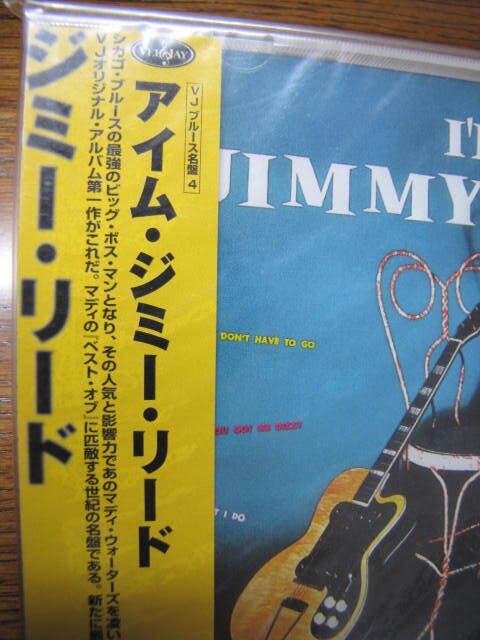 VEE JAY
VJ ブルース名盤 4
アイム・ジミー・リード
シカゴ・ブルースの最強のビッグ・ボス・マンとなり、その人気と影響力であのマディ・ウォーターズを凌い
VJオリジナル・アルバム第一作がこれだ。マディの『ベスト・オブ』に匹敵する世紀の名盤である。新たに最
ジミー・リード
I'M
JIMMY
DON'T HAVE TO GO
YOU GOT ME DIZZY
T I DO